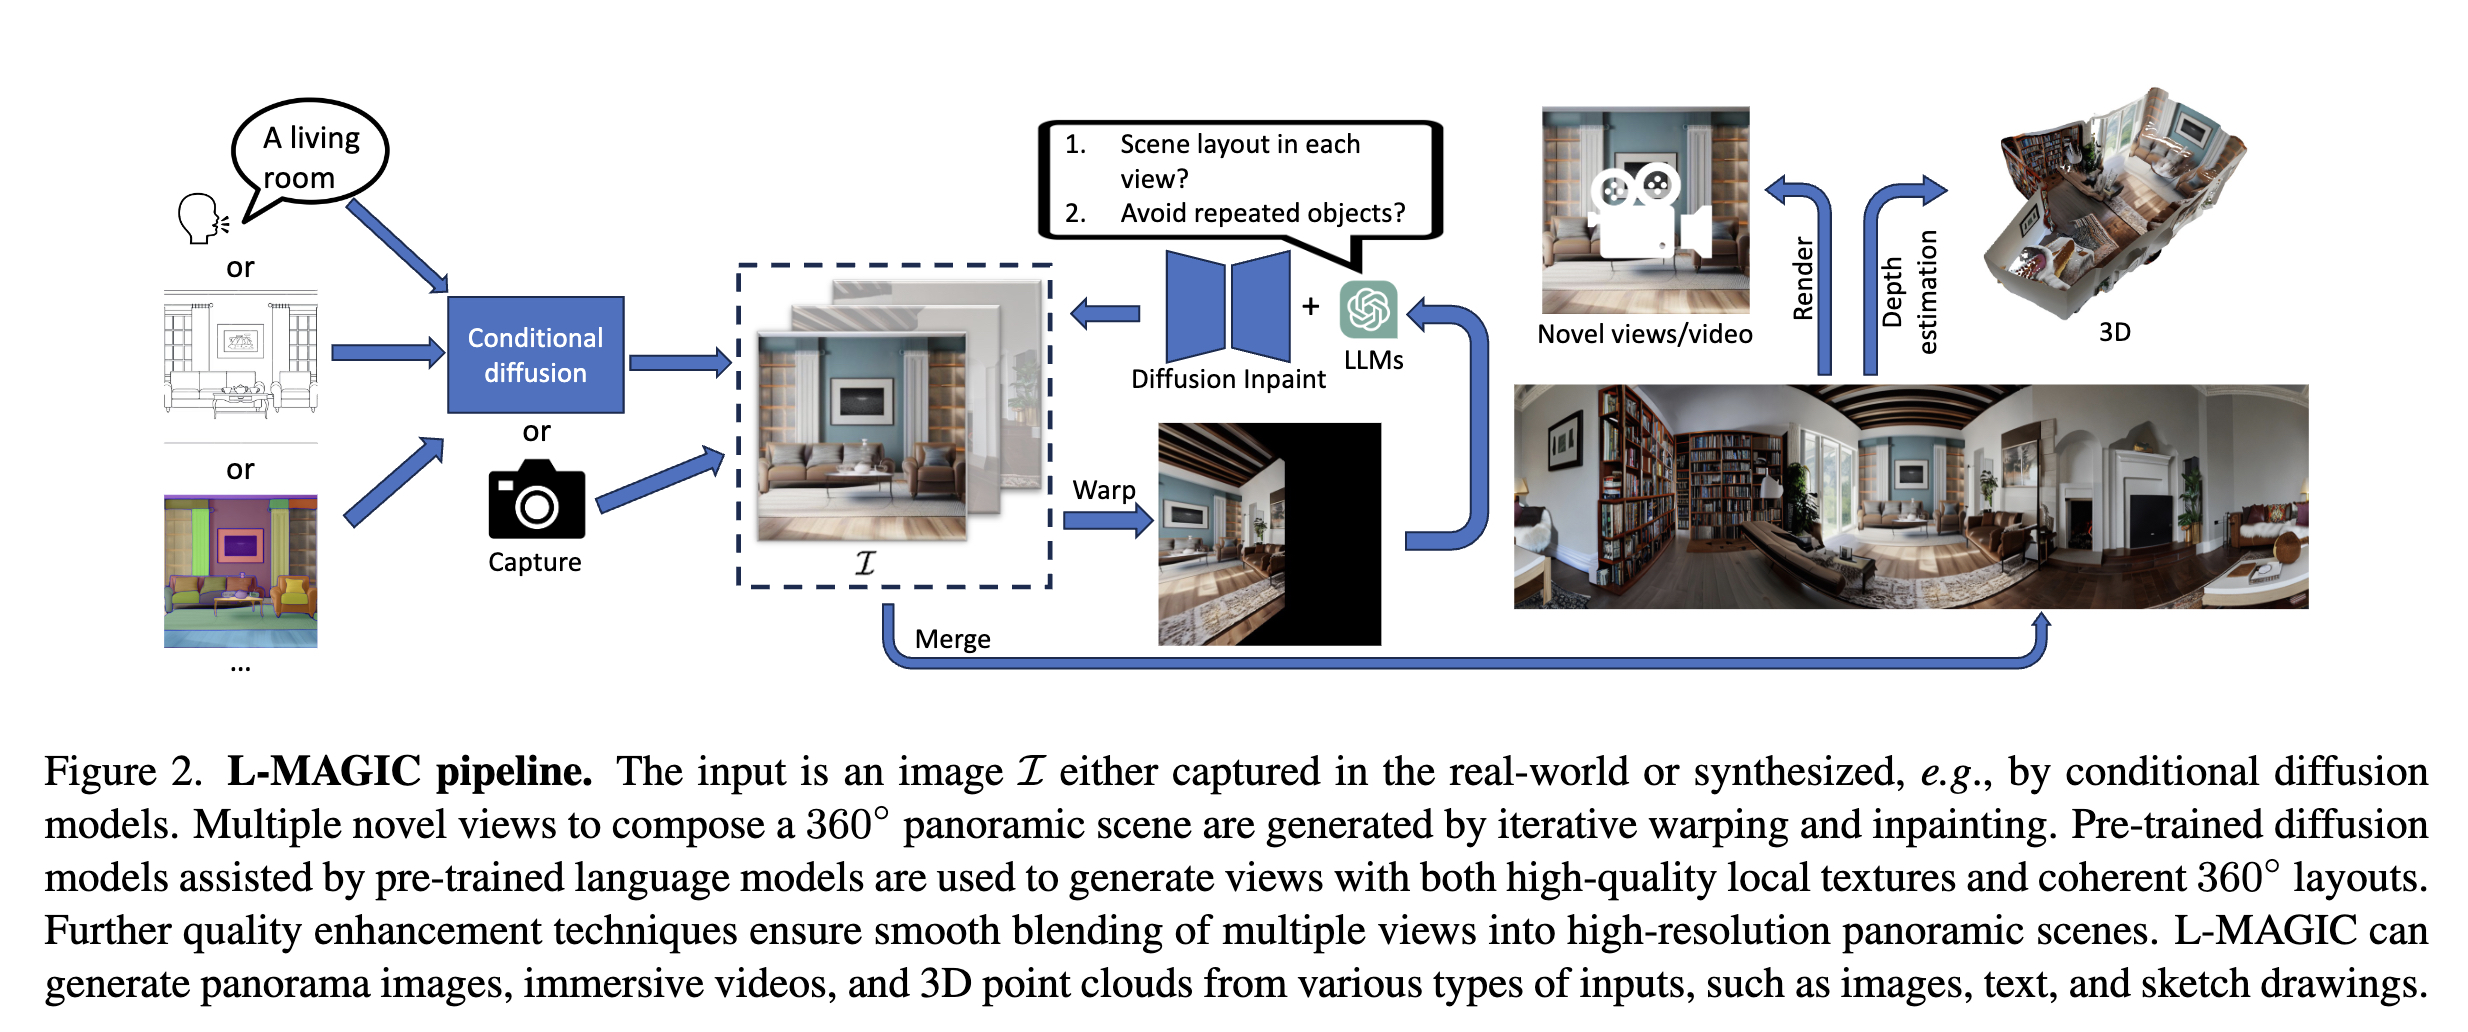 A living
room
or
or
...
Conditional
diffusion
or
Capture
ℐ
1. Scene layout in each
view?
2. Avoid repeated objects?
+
LLMs
Diffusion Inpaint
Warp
Merge
Novel views/video
Render
Depth
estimation
3D
Figure 2. L-MAGIC pipeline. The input is an image ℐ either captured in the real-world or synthesized, e.g., by conditional diffusion
models. Multiple novel views to compose a 360° panoramic scene are generated by iterative warping and inpainting. Pre-trained diffusion
models assisted by pre-trained language models are used to generate views with both high-quality local textures and coherent 360° layouts.
Further quality enhancement techniques ensure smooth blending of multiple views into high-resolution panoramic scenes. L-MAGIC can
generate panorama images, immersive videos, and 3D point clouds from various types of inputs, such as images, text, and sketch drawings.